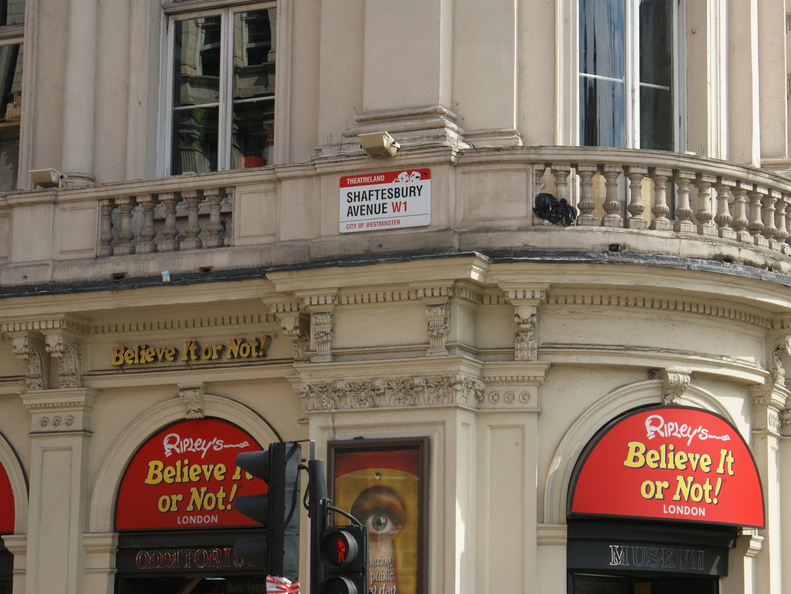 THEATRELAND
SHAFTESBURY
AVENUE W1
CITY OF WESTMINSTER
Believe It or Not!
RIPLEY'S
Believe It
or Not!
LONDON
ODDITORIUM
RIPLEY'S
Believe It
or Not!
LONDON
MUSEUM
public